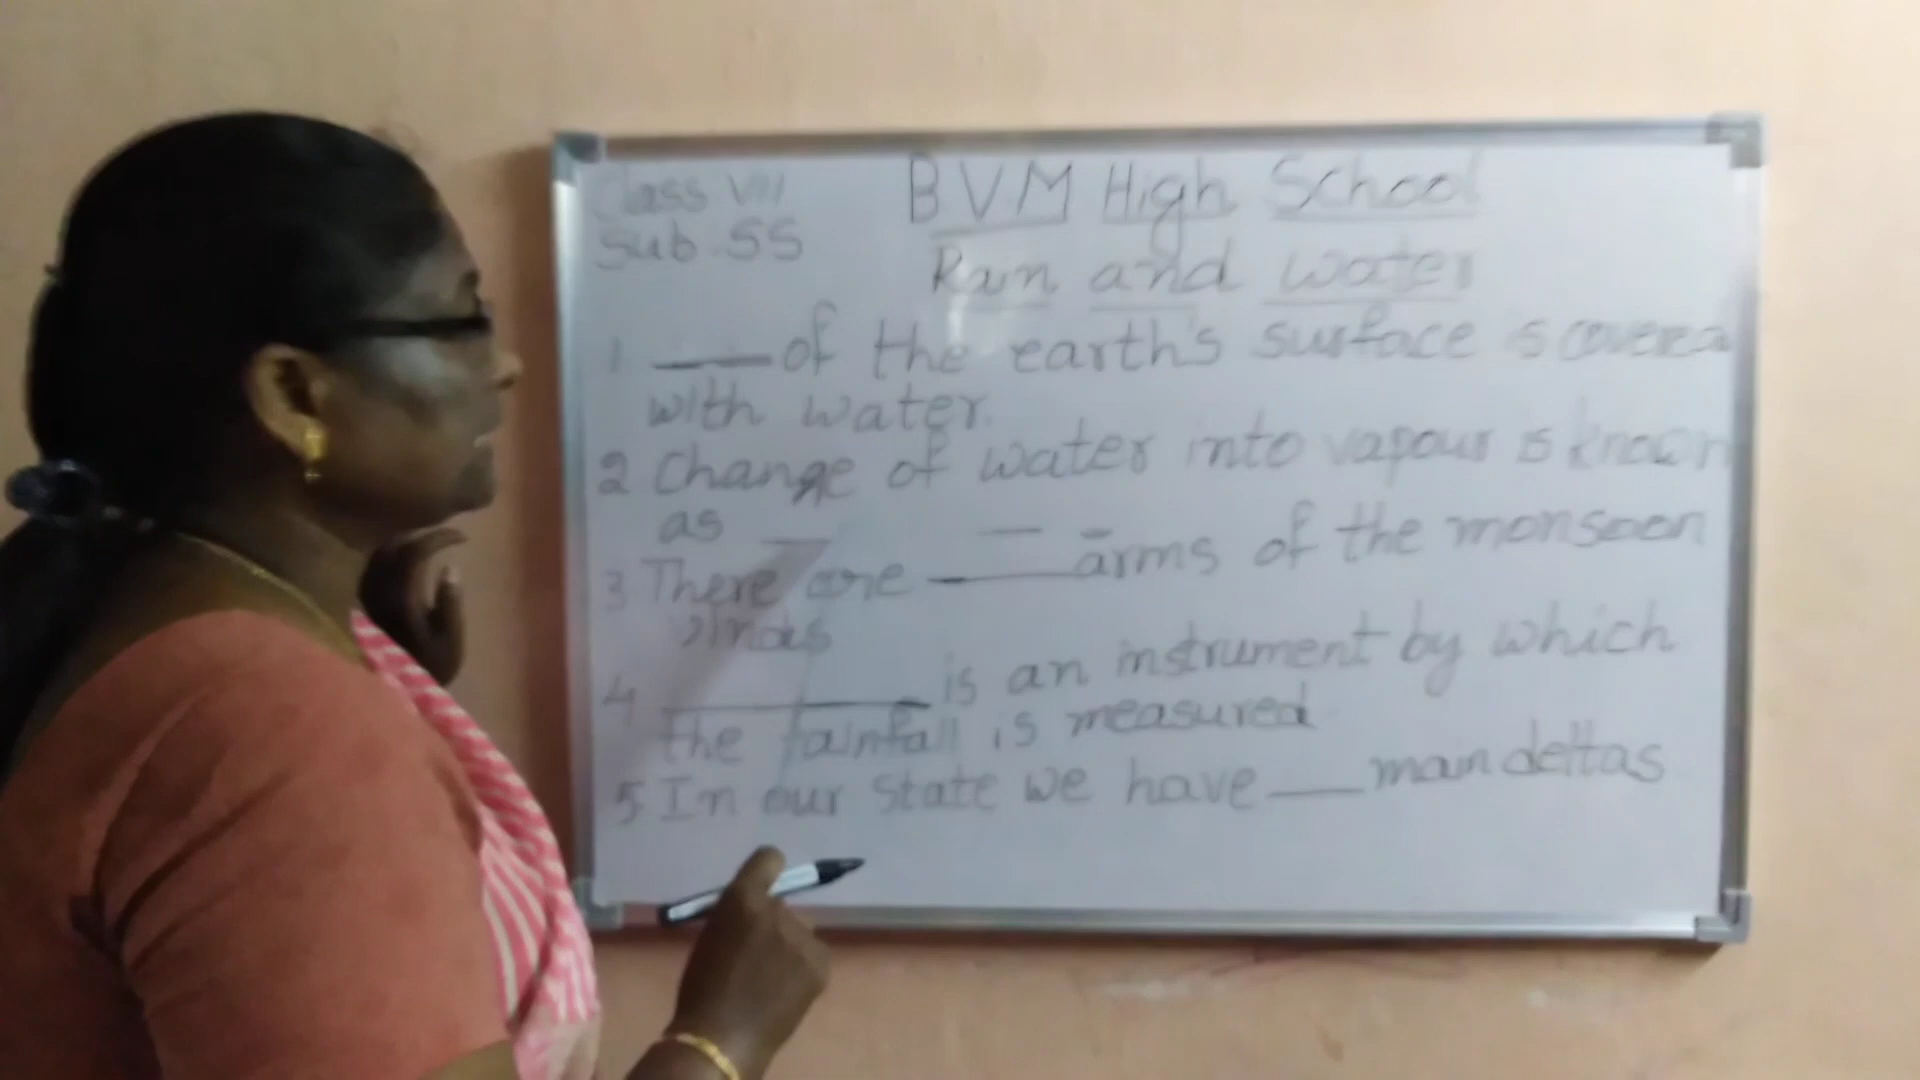 Class VIII
Sub. SS
BVM High School
Rain and water
1 ___ of the earth's surface is covered
with water.
2 Change of water into vapour is known
as ___
3 There are ___ arms of the monsoon
winds
4 ___ is an instrument by which
the rainfall is measured
5 In our state we have ___ main deltas